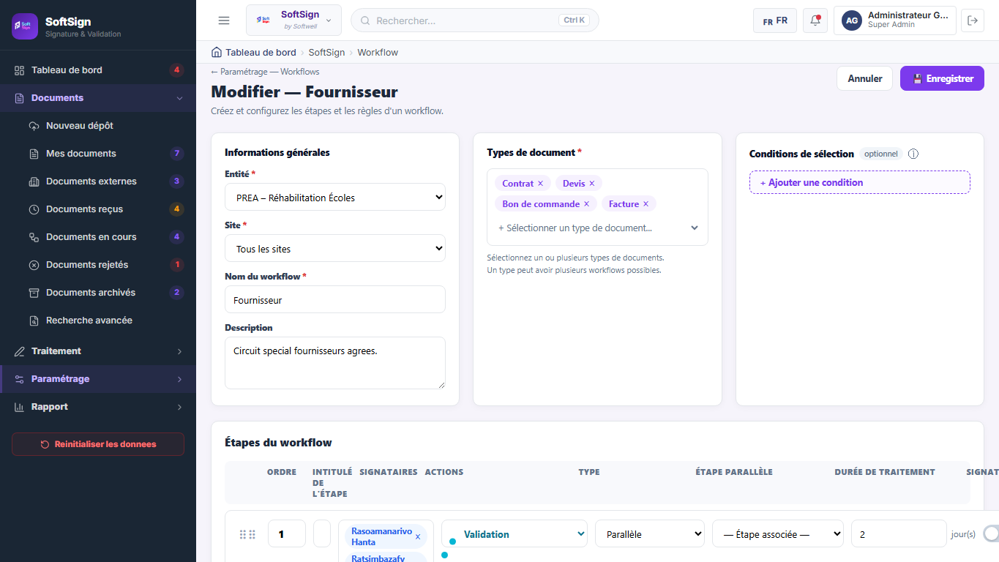 SoftSign
Signature & Validation
Tableau de bord
4
Documents
Nouveau dépôt
Mes documents
7
Documents externes
3
Documents reçus
4
Documents en cours
4
Documents rejetés
1
Documents archivés
2
Recherche avancée
Traitement
Paramétrage
Rapport
Reinitialiser les donnees
SoftSign
by Softwell
Rechercher...
Ctrl K
FR FR
AG
Administrateur G...
Super Admin
Tableau de bord › SoftSign › Workflow
← Paramétrage — Workflows
Modifier — Fournisseur
Créez et configurez les étapes et les règles d'un workflow.
Annuler
Enregistrer
Informations générales
Entité *
PREA – Réhabilitation Écoles
Site *
Tous les sites
Nom du workflow *
Fournisseur
Description
Circuit special fournisseurs agrees.
Types de document *
Contrat ×
Devis ×
Bon de commande ×
Facture ×
+ Sélectionner un type de document...
Sélectionnez un ou plusieurs types de documents.
Un type peut avoir plusieurs workflows possibles.
Conditions de sélection
optionnel
+ Ajouter une condition
Étapes du workflow
ORDRE
INTITULÉ
DE
L'ÉTAPE
SIGNATAIRES
ACTIONS
TYPE
ÉTAPE PARALLÈLE
DURÉE DE TRAITEMENT
SIGNAT
1
Rasoamanarivo
Hanta
×
Ratsimbazafy
Validation
Parallèle
— Étape associée —
2
jour(s)